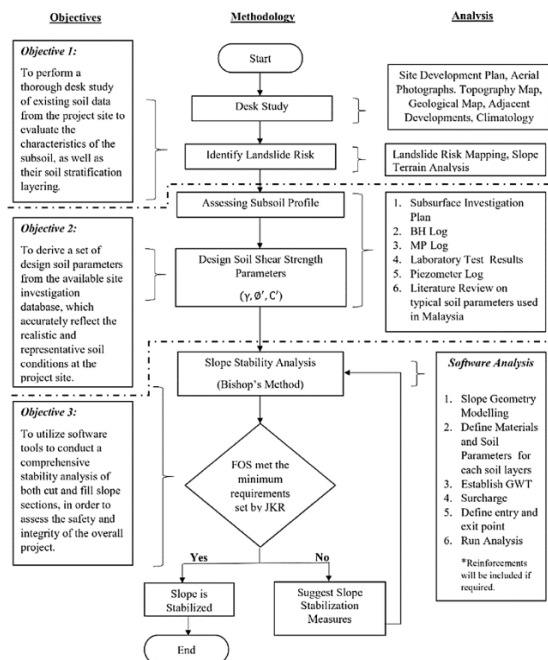 Objectives
Methodology
Analysis
Objective 1:
To perform a
thorough desk study
of existing soil data
from the project site to
evaluate the
characteristics of the
subsoil, as well as
their soil stratification
layering.
Start
Desk Study
Site Development Plan, Aerial
Photographs. Topography Map,
Geological Map, Adjacent
Developments, Climatology
Identify Landslide Risk
Landslide Risk Mapping, Slope
Terrain Analysis
Objective 2:
To derive a set of
design soil parameters
from the available site
investigation
database, which
accurately reflect the
realistic and
representative soil
conditions at the
project site.
Assessing Subsoil Profile
Design Soil Shear Strength
Parameters
(γ, Ø′, C′)
1. Subsurface Investigation
Plan
2. BH Log
3. MP Log
4. Laboratory Test Results
5. Piezometer Log
6. Literature Review on
typical soil parameters used
in Malaysia
Objective 3:
To utilize software
tools to conduct a
comprehensive
stability analysis of
both cut and fill slope
sections, in order to
assess the safety and
integrity of the overall
project.
Slope Stability Analysis
(Bishop's Method)
FOS met the
minimum
requirements
set by JKR
Yes
No
Slope is
Stabilized
Suggest Slope
Stabilization
Measures
End
Software Analysis
1. Slope Geometry
Modelling
2. Define Materials
and Soil
Parameters for
each soil layers
3. Establish GWT
4. Surcharge
5. Define entry and
exit point
6. Run Analysis
*Reinforcements
will be included if
required.